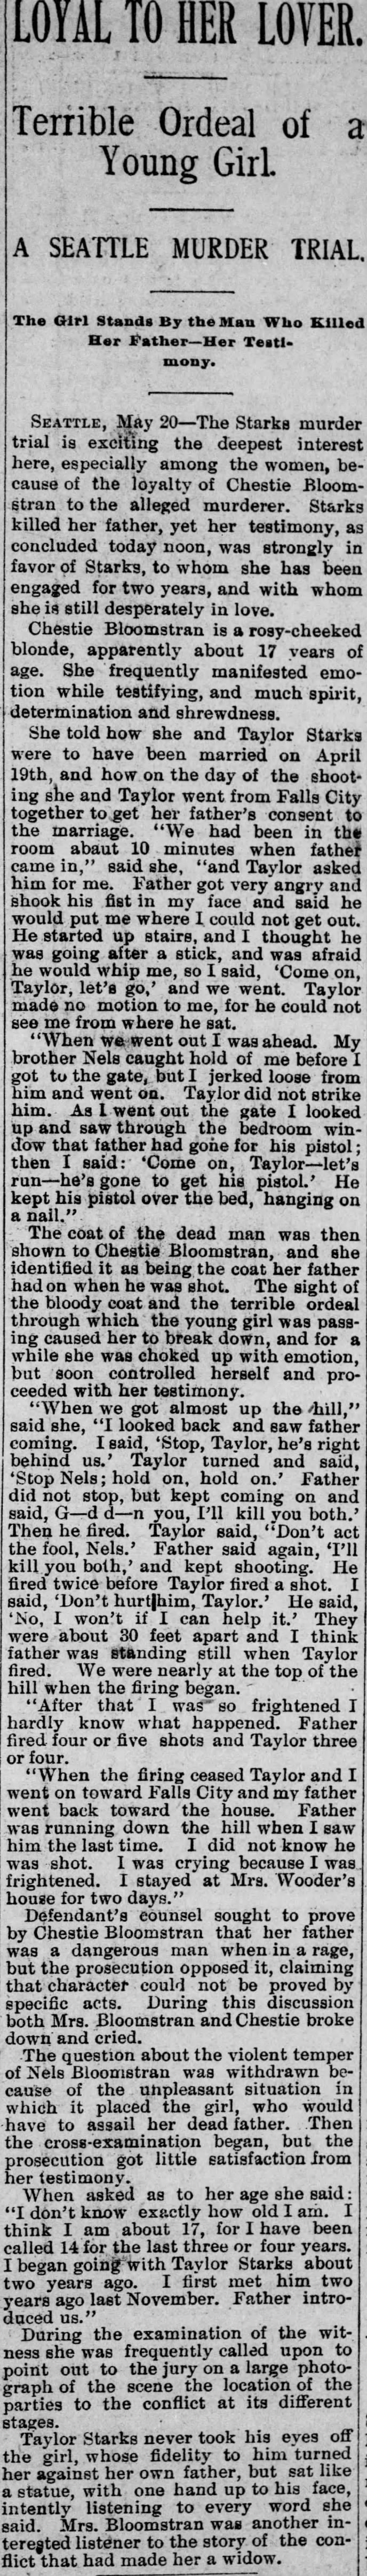 LOYAL TO HER LOVER.
Terrible Ordeal of a
Young Girl.
A SEATTLE MURDER TRIAL.
The Girl Stands By the Man Who Killed
Her Father—Her Testi-
mony.
SEATTLE, May 20—The Starks murder
trial is exciting the deepest interest
here, especially among the women, be-
cause of the loyalty of Chestie Bloom-
stran to the alleged murderer. Starks
killed her father, yet her testimony, as
concluded today noon, was strongly in
favor of Starks, to whom she has been
engaged for two years, and with whom
she is still desperately in love.
Chestie Bloomstran is a rosy-cheeked
blonde, apparently about 17 years of
age. She frequently manifested emo-
tion while testifying, and much spirit,
determination and shrewdness.
She told how she and Taylor Starks
were to have been married on April
19th, and how on the day of the shoot-
ing she and Taylor went from Falls City
together to get her father's consent to
the marriage. "We had been in the
room abaut 10 minutes when father
came in," said she, "and Taylor asked
him for me. Father got very angry and
shook his fist in my face and said he
would put me where I could not get out.
He started up stairs, and I thought he
was going after a stick, and was afraid
he would whip me, so I said, 'Come on,
Taylor, let's go,' and we went. Taylor
made no motion to me, for he could not
see me from where he sat.
"When we went out I was ahead. My
brother Nels caught hold of me before I
got to the gate, but I jerked loose from
him and went on. Taylor did not strike
him. As I went out the gate I looked
up and saw through the bedroom win-
dow that father had gone for his pistol;
then I said: 'Come on, Taylor—let's
run—he's gone to get his pistol.' He
kept his pistol over the bed, hanging on
a nail."
The coat of the dead man was then
shown to Chestie Bloomstran, and she
identified it as being the coat her father
had on when he was shot. The sight of
the bloody coat and the terrible ordeal
through which the young girl was pass-
ing caused her to break down, and for a
while she was choked up with emotion,
but soon controlled herself and pro-
ceeded with her testimony.
"When we got almost up the hill,"
said she, "I looked back and saw father
coming. I said, 'Stop, Taylor, he's right
behind us.' Taylor turned and said,
'Stop Nels; hold on, hold on.' Father
did not stop, but kept coming on and
said, G—d d—n you, I'll kill you both.'
Then he fired. Taylor said, "Don't act
the fool, Nels.' Father said again, 'I'll
kill you both,' and kept shooting. He
fired twice before Taylor fired a shot. I
said, 'Don't hurt him, Taylor.' He said,
'No, I won't if I can help it.' They
were about 30 feet apart and I think
father was standing still when Taylor
fired. We were nearly at the top of the
hill when the firing began.
"After that I was so frightened I
hardly know what happened. Father
fired four or five shots and Taylor three
or four.
"When the firing ceased Taylor and I
went on toward Falls City and my father
went back toward the house. Father
was running down the hill when I saw
him the last time. I did not know he
was shot. I was crying because I was
frightened. I stayed at Mrs. Wooder's
house for two days."
Defendant's counsel sought to prove
by Chestie Bloomstran that her father
was a dangerous man when in a rage,
but the prosecution opposed it, claiming
that character could not be proved by
specific acts. During this discussion
both Mrs. Bloomstran and Chestie broke
down and cried.
The question about the violent temper
of Nels Bloomstran was withdrawn be-
cause of the unpleasant situation in
which it placed the girl, who would
have to assail her dead father. Then
the cross-examination began, but the
prosecution got little satisfaction from
her testimony.
When asked as to her age she said:
"I don't know exactly how old I am. I
think I am about 17, for I have been
called 14 for the last three or four years.
I began going with Taylor Starks about
two years ago. I first met him two
years ago last November. Father intro-
duced us."
During the examination of the wit-
ness she was frequently called upon to
point out to the jury on a large photo-
graph of the scene the location of the
parties to the conflict at its different
stages.
Taylor Starks never took his eyes off
the girl, whose fidelity to him turned
her against her own father, but sat like
a statue, with one hand up to his face,
intently listening to every word she
said. Mrs. Bloomstran was another in-
terested listener to the story of the con-
flict that had made her a widow.